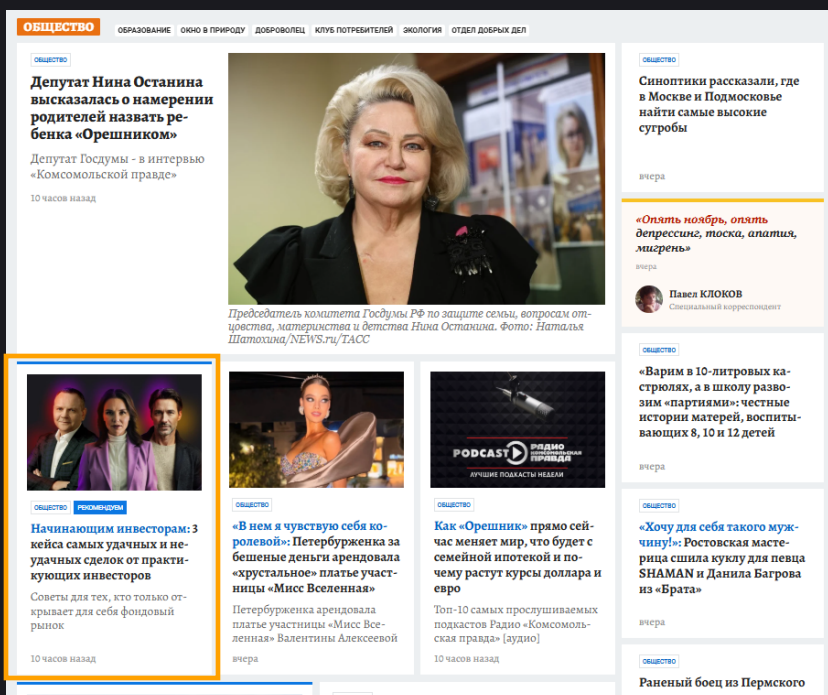 ОБЩЕСТВО
ОБРАЗОВАНИЕ ОКНО В ПРИРОДУ ДОБРОВОЛЕЦ КЛУБ ПОТРЕБИТЕЛЕЙ ЭКОЛОГИЯ ОТДЕЛ ДОБРЫХ ДЕЛ
ОБЩЕСТВО
Депутат Нина Останина
высказалась о намерении
родителей назвать ре-
бенка «Орешником»
Депутат Госдумы - в интервью
«Комсомольской правде»
10 часов назад
Председатель комитета Госдумы РФ по защите семьи, вопросам от-
цовства, материнства и детства Нина Останина. Фото: Наталья
Шатохина/NEWS.ru/ТАСС
ОБЩЕСТВО
Синоптики рассказали, где
в Москве и Подмосковье
найти самые высокие
сугробы
вчера
«Опять ноябрь, опять
депрессинг, тоска, апатия,
мигрень»
вчера
Павел КЛОКОВ
Специальный корреспондент
ОБЩЕСТВО РЕКОМЕНДУЕМ
Начинающим инвесторам: 3
кейса самых удачных и не-
удачных сделок от практи-
кующих инвесторов
Советы для тех, кто только от-
крывает для себя фондовый
рынок
10 часов назад
ОБЩЕСТВО
«В нем я чувствую себя ко-
ролевой»: Петербурженка за
бешеные деньги арендовала
«хрустальное» платье участ-
ницы «Мисс Вселенная»
Петербурженка арендовала
платье участницы «Мисс Все-
ленная» Валентины Алексеевой
вчера
PODCAST РАДИО
КОМСОМОЛЬСКАЯ
ПРАВДА
ЛУЧШИЕ ПОДКАСТЫ НЕДЕЛИ
ОБЩЕСТВО
Как «Орешник» прямо сей-
час меняет мир, что будет с
семейной ипотекой и по-
чему растут курсы доллара и
евро
Топ-10 самых прослушиваемых
подкастов Радио «Комсомоль-
ская правда» [аудио]
10 часов назад
ОБЩЕСТВО
«Варим в 10-литровых ка-
стрюлях, а в школу разво-
зим «партиями»: честные
истории матерей, воспиты-
вающих 8, 10 и 12 детей
вчера
ОБЩЕСТВО
«Хочу для себя такого муж-
чину!»: Ростовская масте-
рица сшила куклу для певца
SHAMAN и Данила Багрова
из «Брата»
вчера
ОБЩЕСТВО
Раненый боец из Пермского